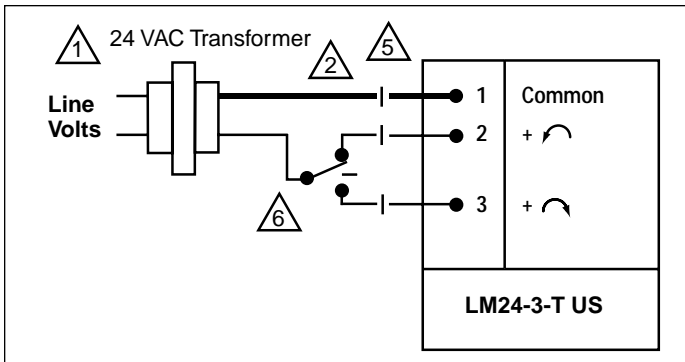 1 24 VAC Transformer
2
5
Line
Volts
1 Common
2 +
3 +
6
LM24-3-T US